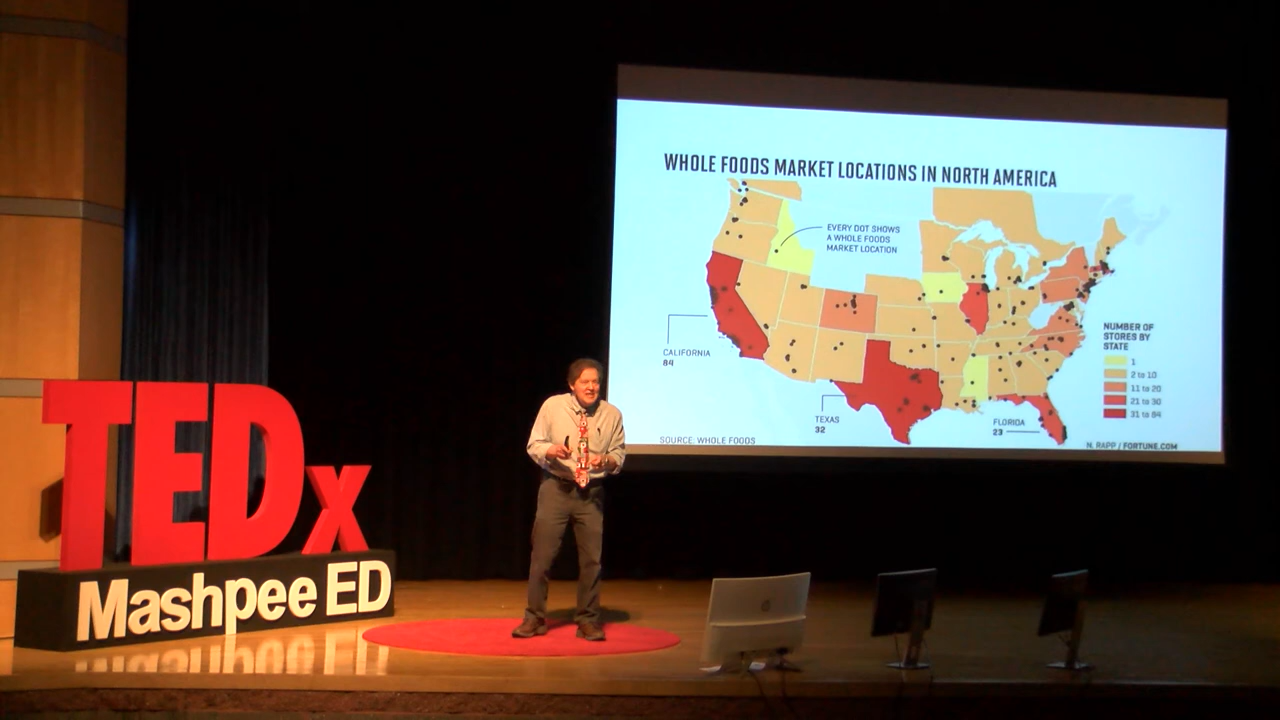 WHOLE FOODS MARKET LOCATIONS IN NORTH AMERICA
EVERY DOT SHOWS
A WHOLE FOODS
MARKET LOCATION
CALIFORNIA
84
TEXAS
32
FLORIDA
23
NUMBER OF
STORES BY
STATE
1
2 to 10
11 to 20
21 to 30
31 to 84
SOURCE: WHOLE FOODS
N. RAPP / FORTUNE.COM
TEDx
Mashpee ED